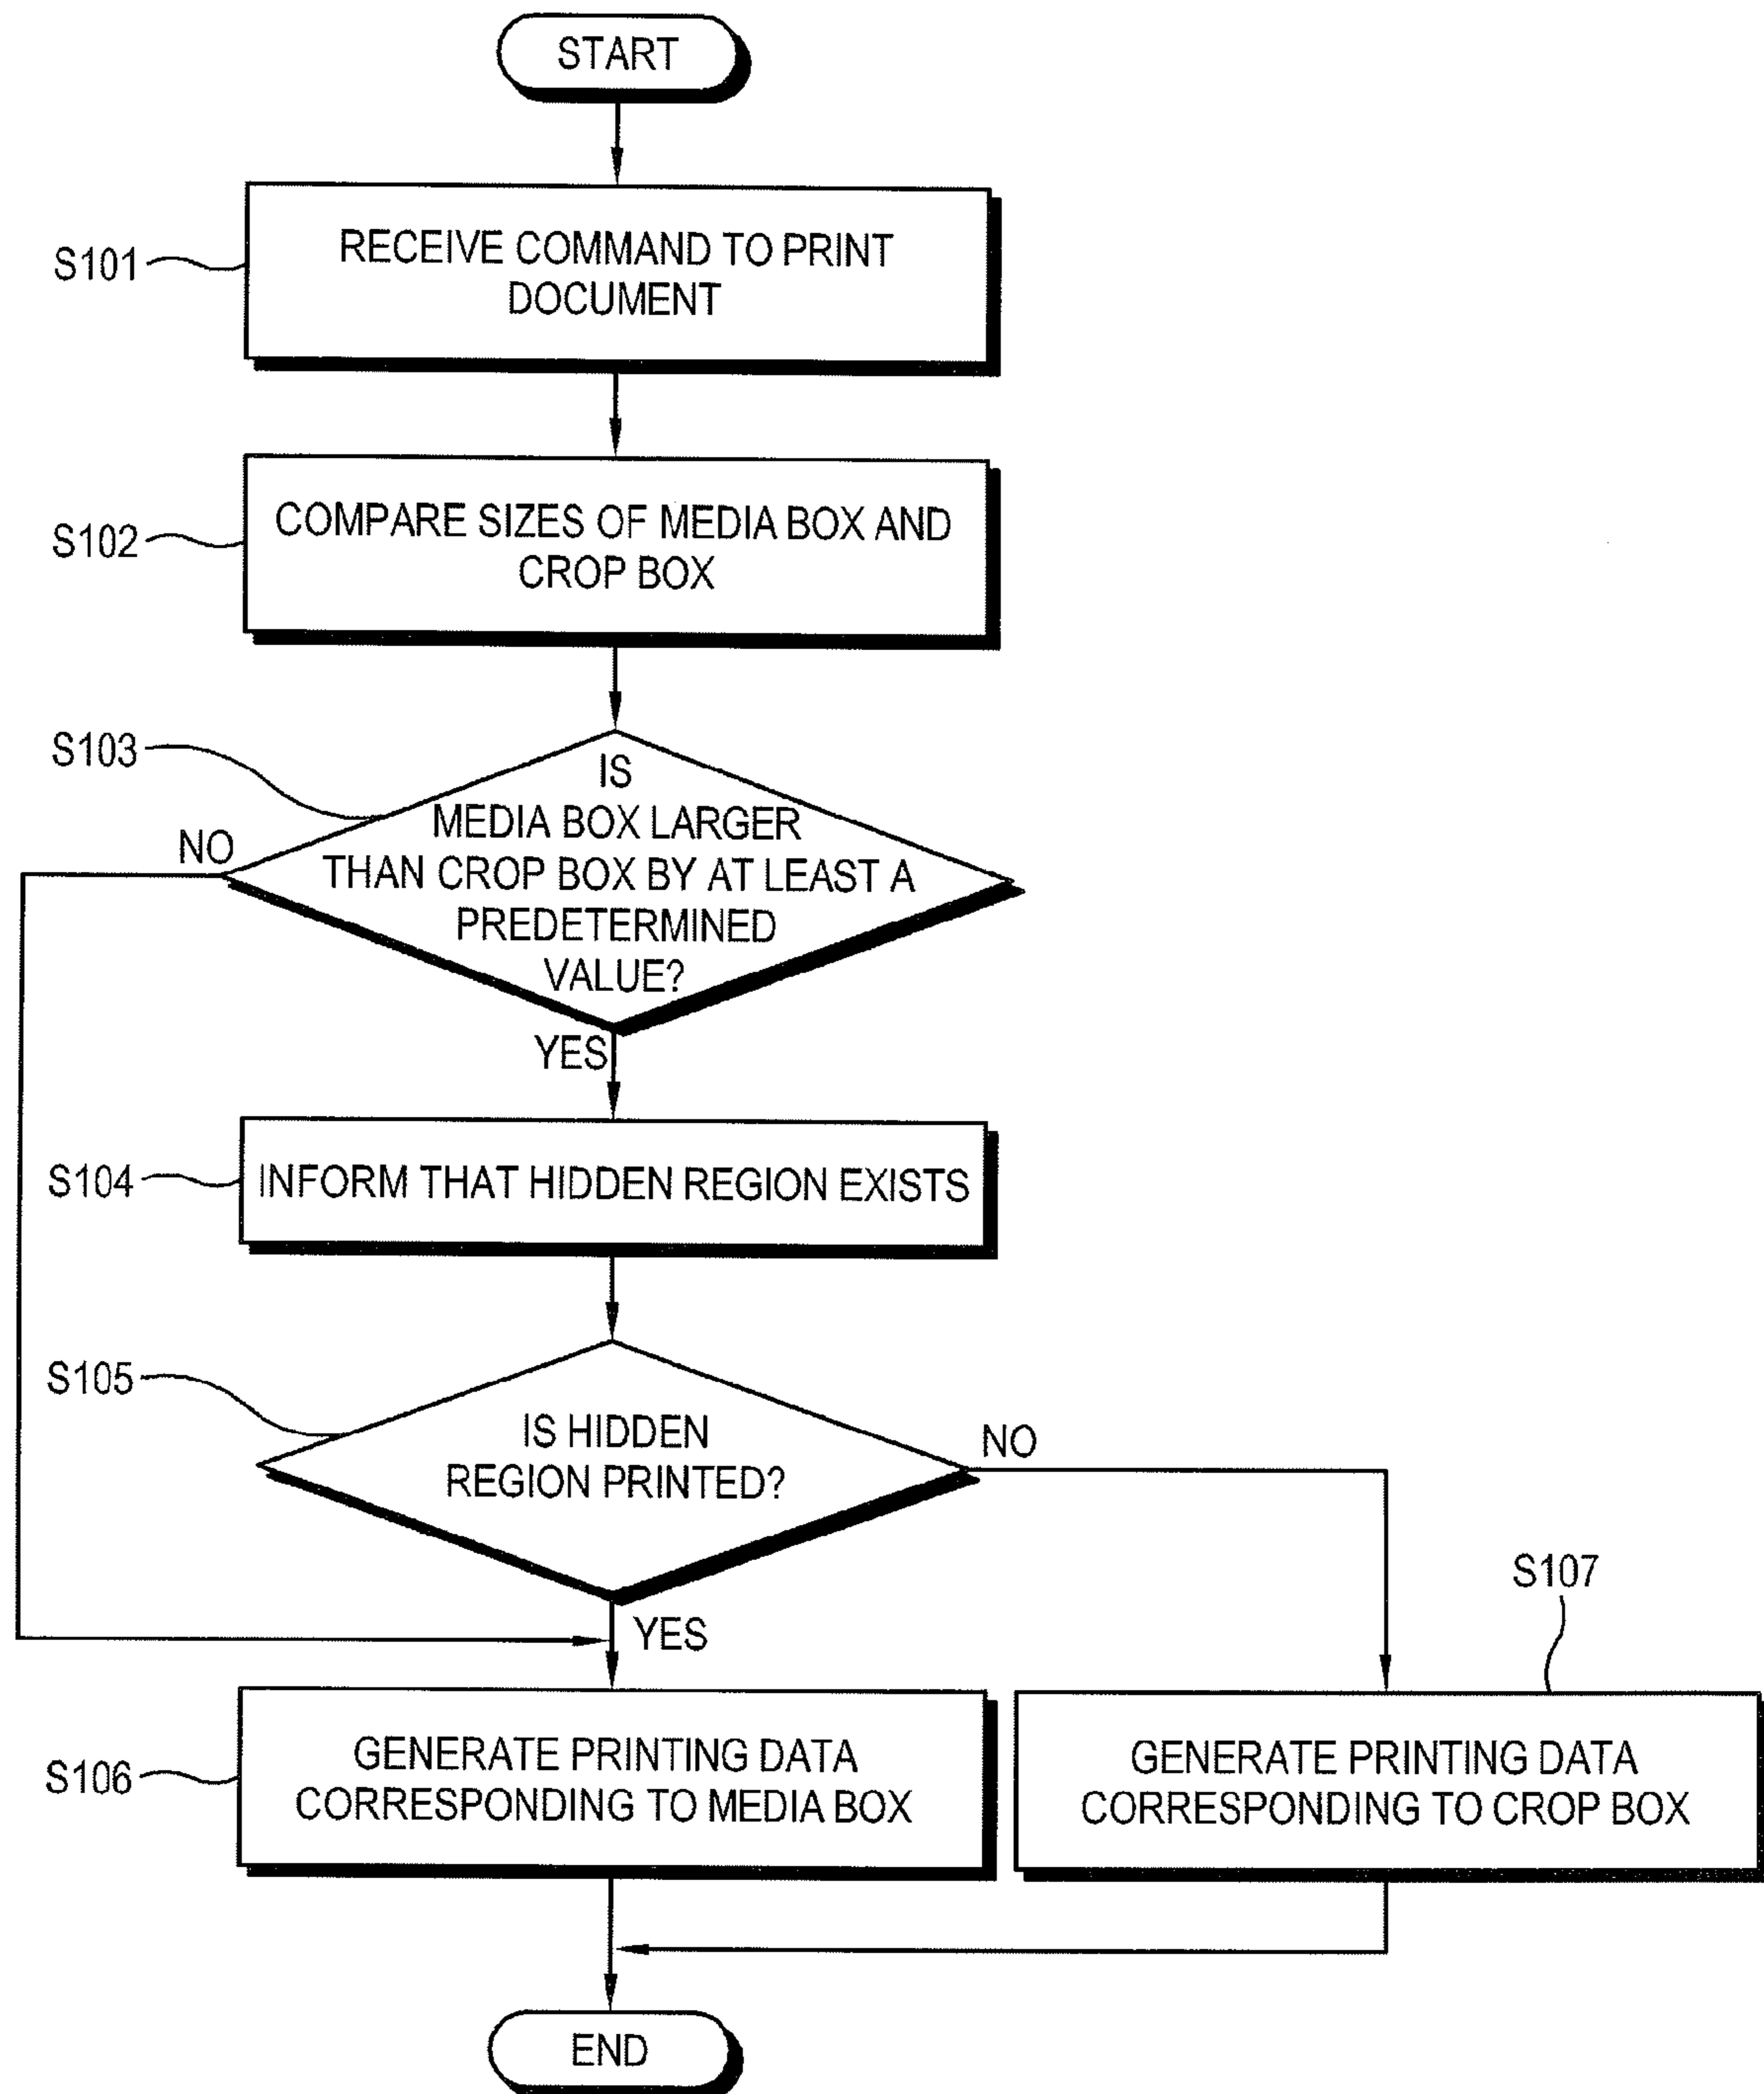 START
S101
RECEIVE COMMAND TO PRINT
DOCUMENT
S102
COMPARE SIZES OF MEDIA BOX AND
CROP BOX
S103
IS
MEDIA BOX LARGER
THAN CROP BOX BY AT LEAST A
PREDETERMINED
VALUE?
NO
YES
S104
INFORM THAT HIDDEN REGION EXISTS
S105
IS HIDDEN
REGION PRINTED?
NO
YES
S106
GENERATE PRINTING DATA
CORRESPONDING TO MEDIA BOX
S107
GENERATE PRINTING DATA
CORRESPONDING TO CROP BOX
END